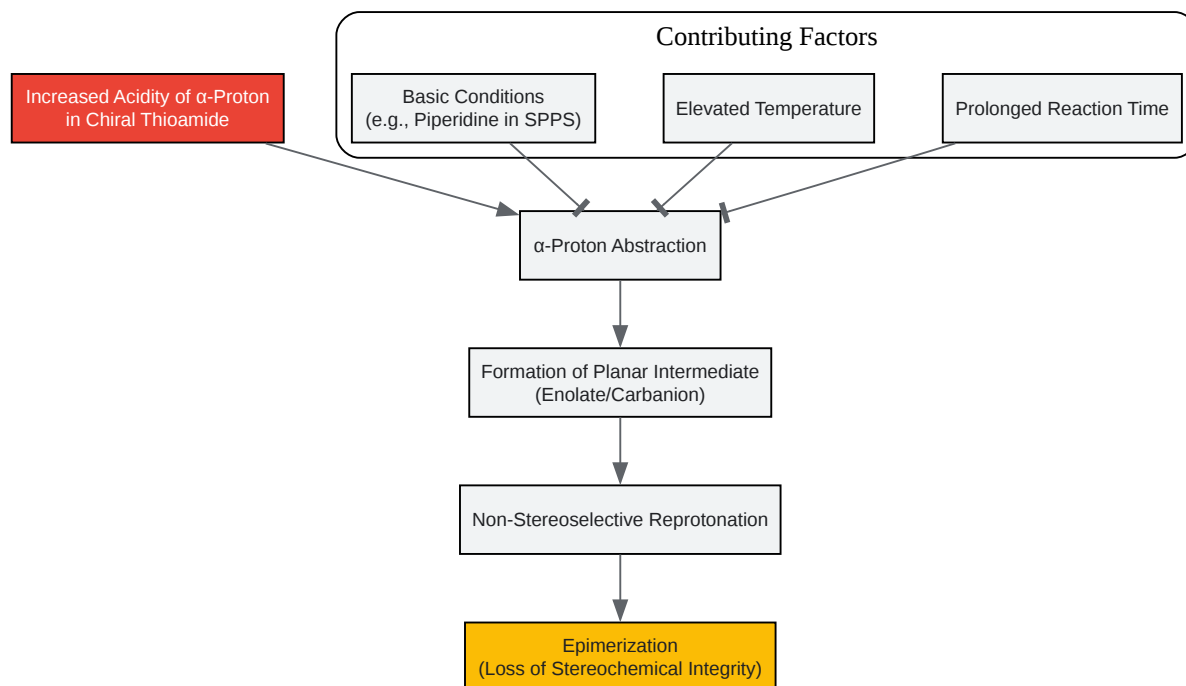 Contributing Factors
Increased Acidity of α-Proton
in Chiral Thioamide
Basic Conditions
(e.g., Piperidine in SPPS)
Elevated Temperature
Prolonged Reaction Time
α-Proton Abstraction
Formation of Planar Intermediate
(Enolate/Carbanion)
Non-Stereoselective Reprotonation
Epimerization
(Loss of Stereochemical Integrity)